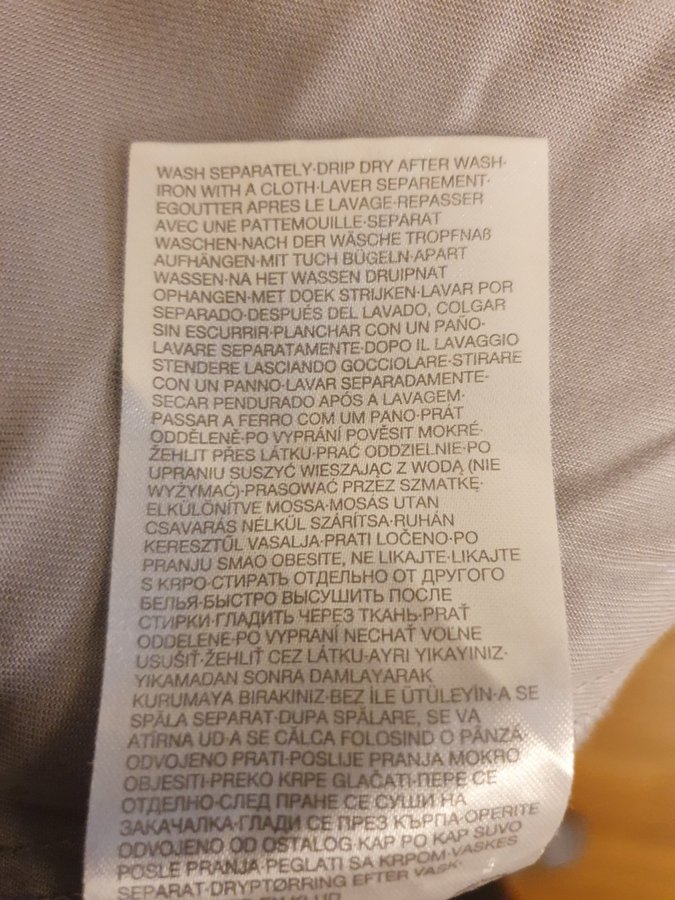 WASH SEPARATELY·DRIP DRY AFTER WASH·
IRON WITH A CLOTH·LAVER SEPAREMENT·
EGOUTTER APRES LE LAVAGE·REPASSER
AVEC UNE PATTEMOUILLE·SEPARAT
WASCHEN·NACH DER WÄSCHE TROPFNAß
AUFHÄNGEN·MIT TUCH BÜGELN·APART
WASSEN·NA HET WASSEN DRUIPNAT
OPHANGEN·MET DOEK STRIJKEN·LAVAR POR
SEPARADO·DESPUÉS DEL LAVADO, COLGAR
SIN ESCURRIR·PLANCHAR CON UN PAÑO·
LAVARE SEPARATAMENTE·DOPO IL LAVAGGIO
STENDERE LASCIANDO GOCCIOLARE·STIRARE
CON UN PANNO·LAVAR SEPARADAMENTE·
SECAR PENDURADO APÓS A LAVAGEM·
PASSAR A FERRO COM UM PANO·PRÁT
ODDĚLENĚ·PO VYPRÁNÍ POVĚSIT MOKRÉ·
ŽEHLIT PŘES LÁTKU·PRAĆ ODDZIELNIE·PO
UPRANIU SUSZYĆ WIESZAJĄC Z WODĄ (NIE
WYŻYMAĆ)·PRASOWAĆ PRZEZ SZMATKĘ·
ELKÜLÖNÍTVE MOSSA·MOSÁS UTAN
CSAVARÁS NÉLKÜL SZÁRÍTSA·RUHÁN
KERESZTŰL VASALJA·PRATI LOČENO·PO
PRANJU SMAO OBESITE, NE LIKAJTE·LIKAJTE
S KRPO·СТИРАТЬ ОТДЕЛЬНО ОТ ДРУГОГО
БЕЛЬЯ·БЫСТРО ВЫСУШИТЬ ПОСЛЕ
СТИРКИ·ГЛАДИТЬ ЧЕРЕЗ ТКАНЬ·PRAŤ
ODDELENE·PO VYPRANÍ NECHAŤ VOLNE
USUŠIŤ·ŽEHLIŤ CEZ LÁTKU·AYRI YIKAYINIZ·
YIKAMADAN SONRA DAMLAYARAK
KURUMAYA BIRAKINIZ·BEZ İLE ÜTÜLEYİN·A SE
SPĂLA SEPARAT·DUPA SPĂLARE, SE VA
ATÎRNA UD·A SE CĂLCA FOLOSIND O PÂNZĂ·
ODVOJENO PRATI·POSLIJE PRANJA MOKRO
OBJESITI·PREKO KRPE GLAČATI·ПЕРЕ СЕ
ОТДЕЛНО·СЛЕД ПРАНЕ СЕ СУШИ НА
ЗАКАЧАЛКА·ГЛАДИ СЕ ПРЕЗ КЪРПА·OPERITE
ODVOJENO OD OSTALOG KAP PO KAP SUVO
POSLE PRANJA·PEGLATI SA KRPOM·VASKES
SEPARAT·DRYPTØRRING EFTER VASK·